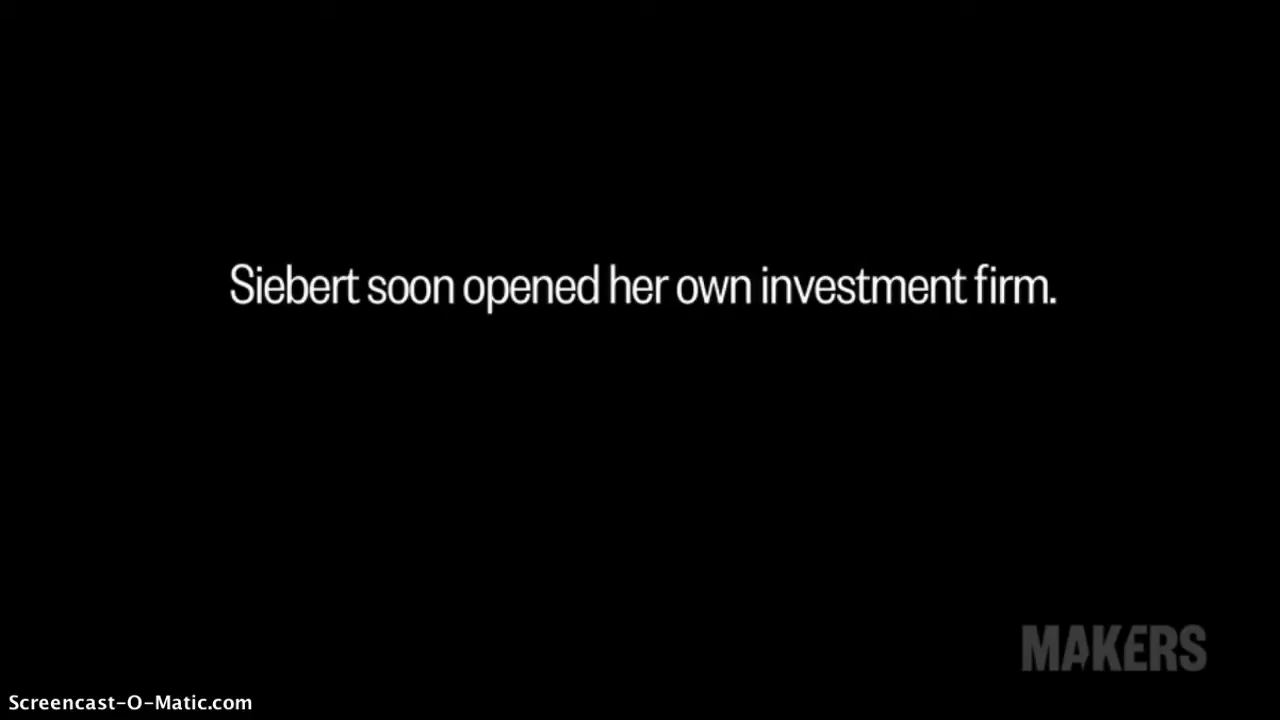 Siebert soon opened her own investment firm.
MAKERS
Screencast-O-Matic.com